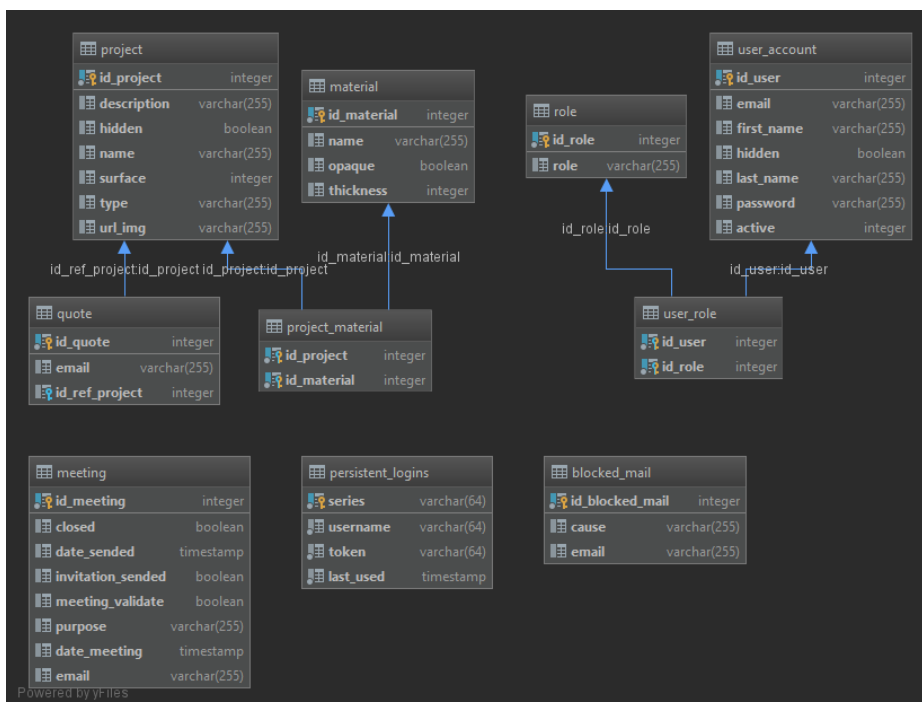 project
id_project integer
description varchar(255)
hidden boolean
name varchar(255)
surface integer
type varchar(255)
url_img varchar(255)
material
id_material integer
name varchar(255)
opaque boolean
thickness integer
role
id_role integer
role varchar(255)
user_account
id_user integer
email varchar(255)
first_name varchar(255)
hidden boolean
last_name varchar(255)
password varchar(255)
active integer
id_ref_project:id_project
id_project:id_project
id_material:id_material
id_role:id_role
id_user:id_user
quote
id_quote integer
email varchar(255)
id_ref_project integer
project_material
id_project integer
id_material integer
user_role
id_user integer
id_role integer
meeting
id_meeting integer
closed boolean
date_sended timestamp
invitation_sended boolean
meeting_validate boolean
purpose varchar(255)
date_meeting timestamp
email varchar(255)
persistent_logins
series varchar(64)
username varchar(64)
token varchar(64)
last_used timestamp
blocked_mail
id_blocked_mail integer
cause varchar(255)
email varchar(255)
Powered by yFiles